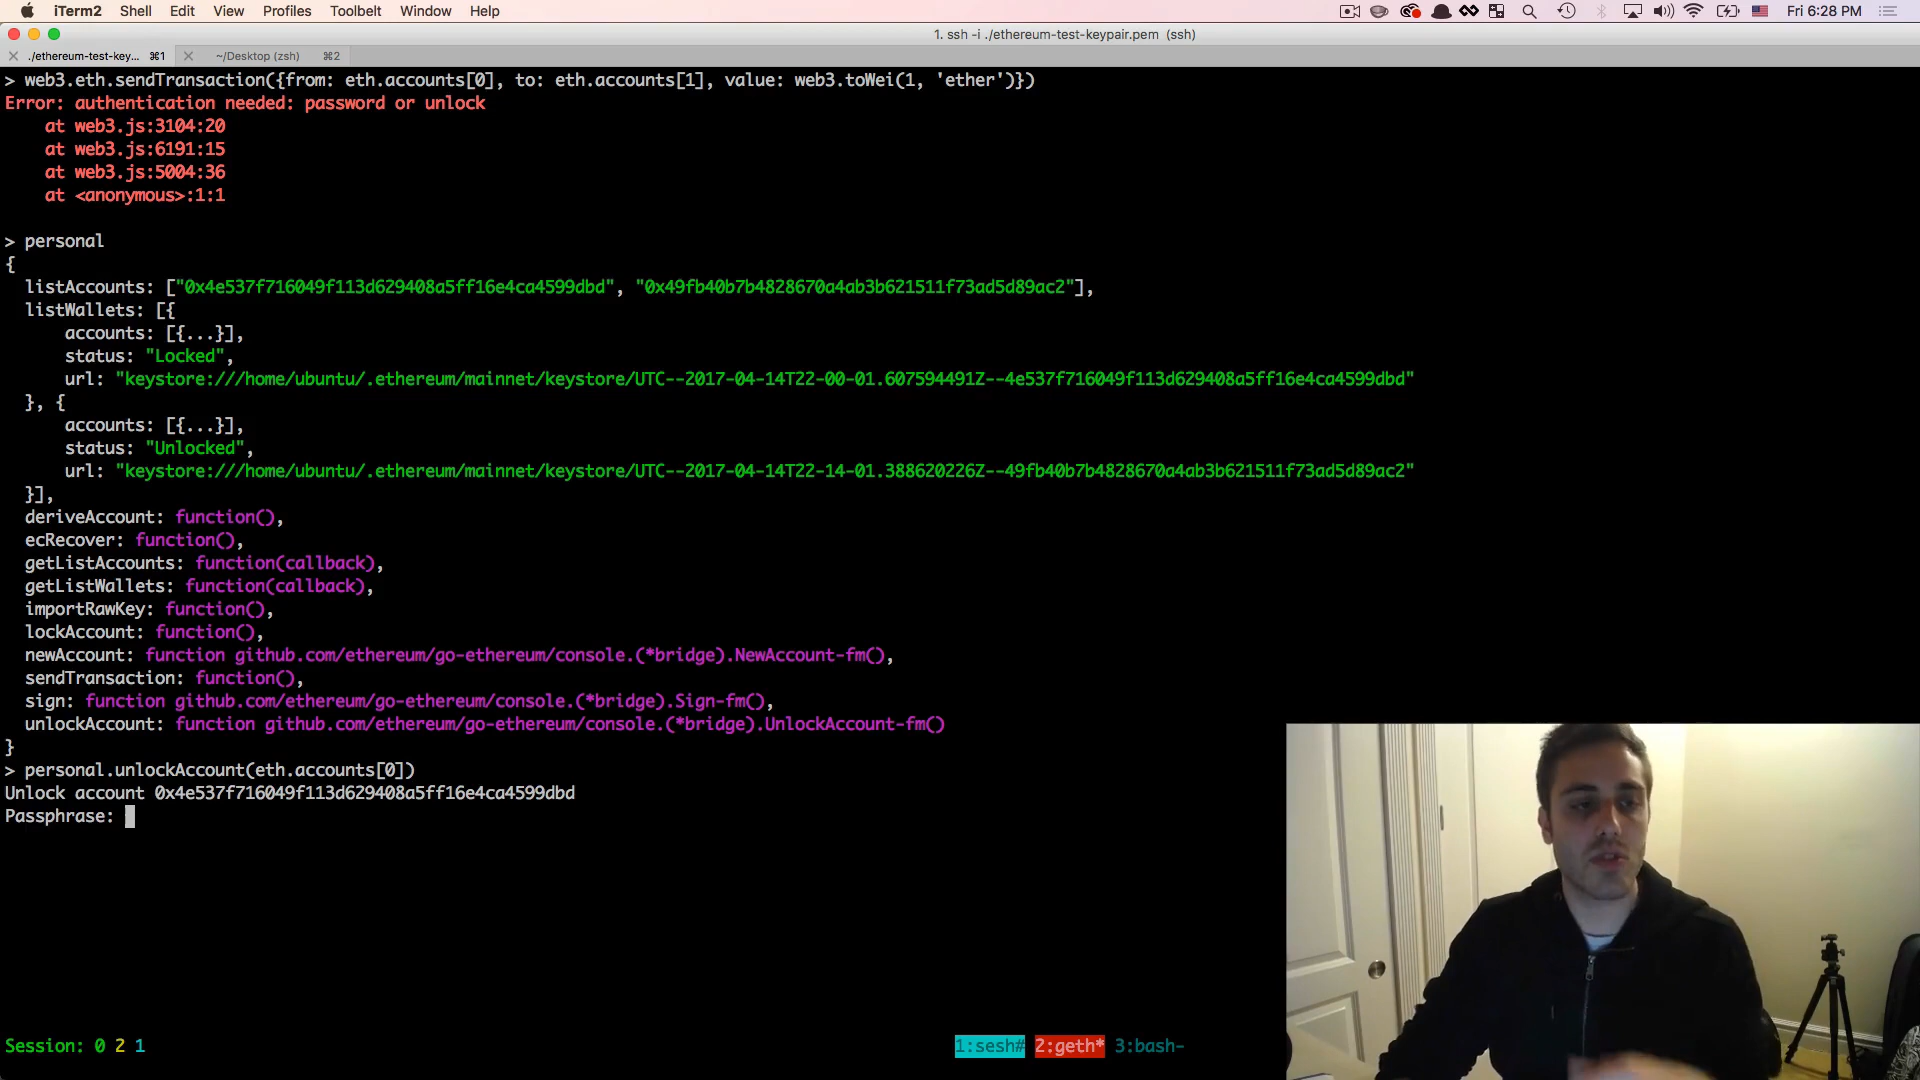 iTerm2 Shell Edit View Profiles Toolbelt Window Help Fri 6:28 PM
1. ssh -i ./ethereum-test-keypair.pem (ssh)
./ethereum-test-key... ⌘1 ~/Desktop (zsh) ⌘2
> web3.eth.sendTransaction({from: eth.accounts[0], to: eth.accounts[1], value: web3.toWei(1, 'ether')})
Error: authentication needed: password or unlock
at web3.js:3104:20
at web3.js:6191:15
at web3.js:5004:36
at <anonymous>:1:1
> personal
{
listAccounts: ["0x4e537f716049f113d629408a5ff16e4ca4599dbd", "0x49fb40b7b4828670a4ab3b621511f73ad5d89ac2"],
listWallets: [{
accounts: [{...}],
status: "Locked",
url: "keystore:///home/ubuntu/.ethereum/mainnet/keystore/UTC--2017-04-14T22-00-01.607594491Z--4e537f716049f113d629408a5ff16e4ca4599dbd"
}, {
accounts: [{...}],
status: "Unlocked",
url: "keystore:///home/ubuntu/.ethereum/mainnet/keystore/UTC--2017-04-14T22-14-01.388620226Z--49fb40b7b4828670a4ab3b621511f73ad5d89ac2"
}],
deriveAccount: function(),
ecRecover: function(),
getListAccounts: function(callback),
getListWallets: function(callback),
importRawKey: function(),
lockAccount: function(),
newAccount: function github.com/ethereum/go-ethereum/console.(*bridge).NewAccount-fm(),
sendTransaction: function(),
sign: function github.com/ethereum/go-ethereum/console.(*bridge).Sign-fm(),
unlockAccount: function github.com/ethereum/go-ethereum/console.(*bridge).UnlockAccount-fm()
}
> personal.unlockAccount(eth.accounts[0])
Unlock account 0x4e537f716049f113d629408a5ff16e4ca4599dbd
Passphrase:
Session: 0 2 1 1:sesh# 2:geth* 3:bash-